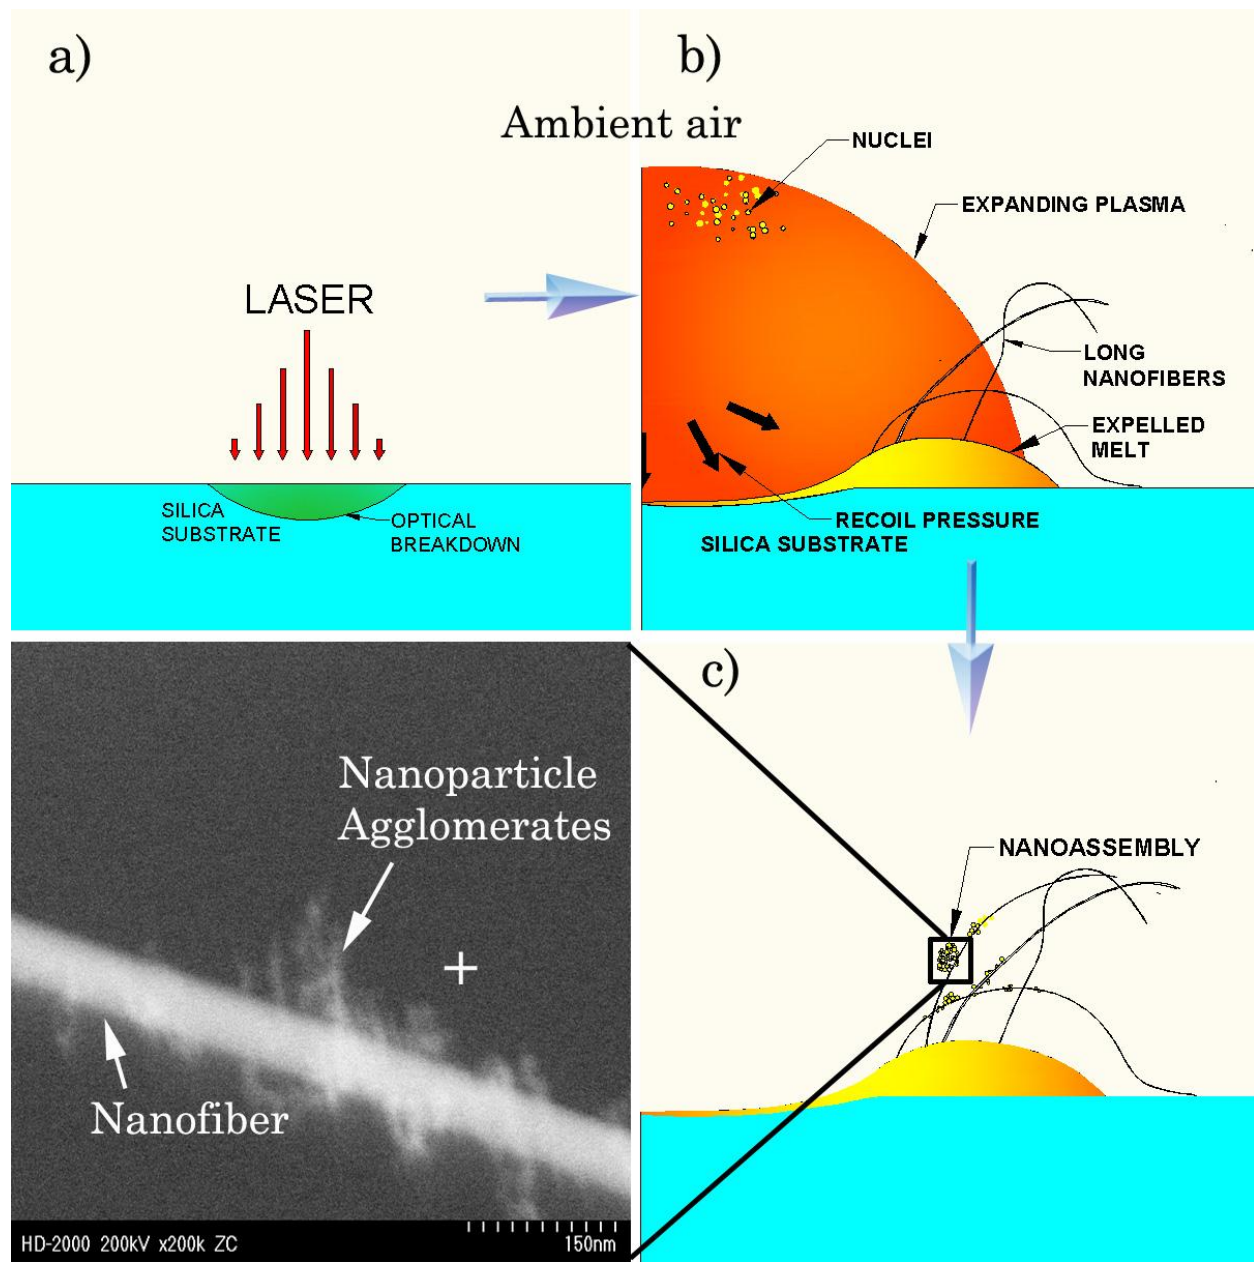 a)
b)
Ambient air
NUCLEI
EXPANDING PLASMA
LASER
LONG
NANOFIBERS
EXPELLED
MELT
SILICA
SUBSTRATE
OPTICAL
BREAKDOWN
RECOIL PRESSURE
SILICA SUBSTRATE
c)
Nanoparticle
Agglomerates
NANOASSEMBLY
Nanofiber
HD-2000 200kV x200k ZC
150nm